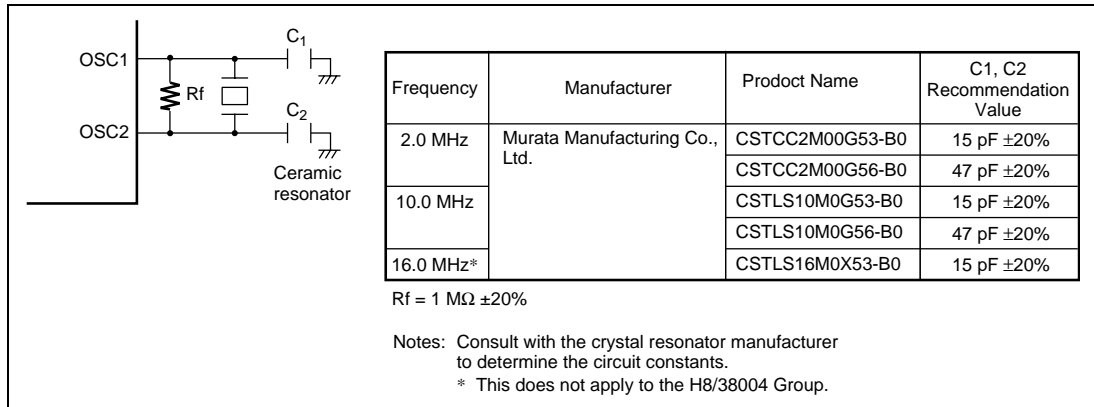 C1
OSC1
Rf
C2
OSC2
Ceramic
resonator
Frequency Manufacturer Prodoct Name C1, C2
Recommendation
Value
2.0 MHz Murata Manufacturing Co., Ltd. CSTCC2M00G53-B0 15 pF ±20%
CSTCC2M00G56-B0 47 pF ±20%
10.0 MHz CSTLS10M0G53-B0 15 pF ±20%
CSTLS10M0G56-B0 47 pF ±20%
16.0 MHz* CSTLS16M0X53-B0 15 pF ±20%
Rf = 1 MΩ ±20%
Notes: Consult with the crystal resonator manufacturer
to determine the circuit constants.
* This does not apply to the H8/38004 Group.